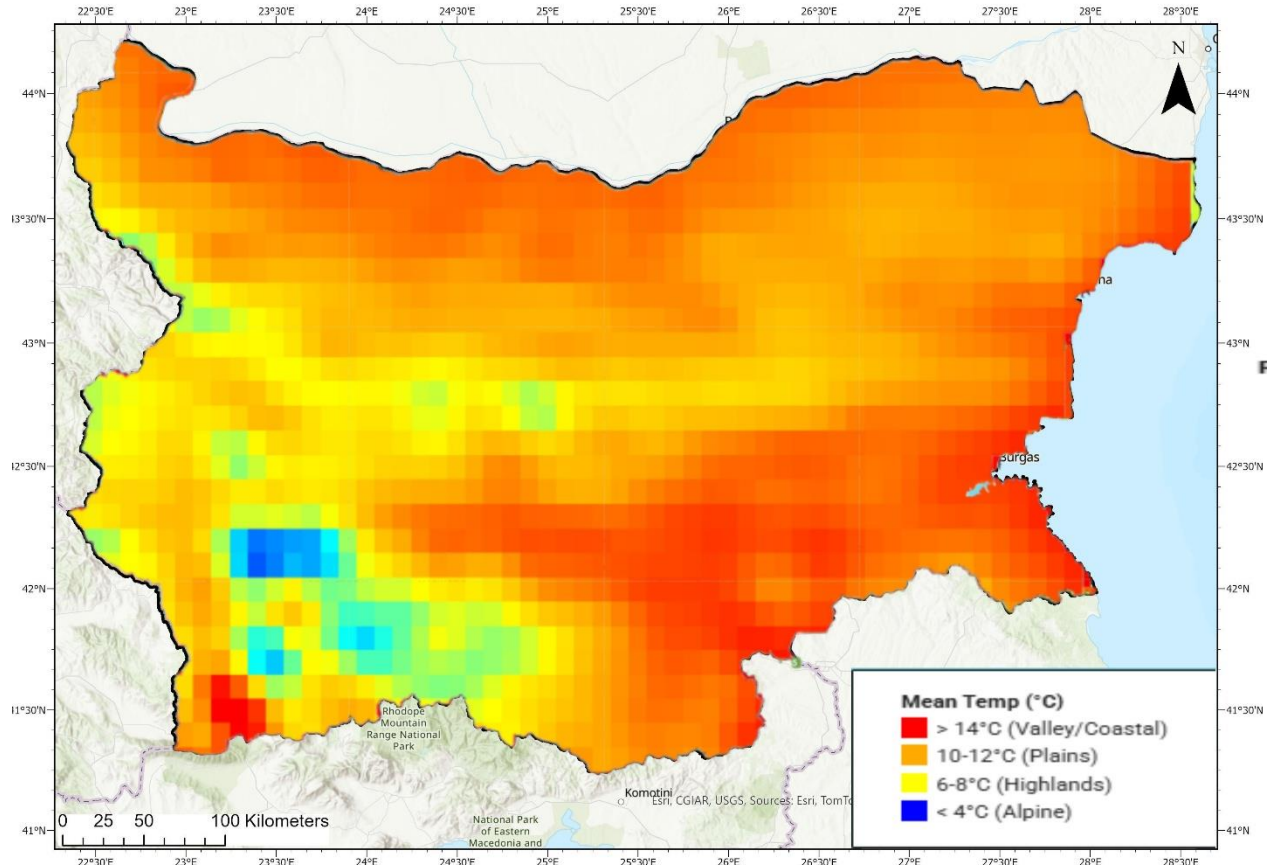 22°30'E 23°E 23°30'E 24°E 24°30'E 25°E 25°30'E 26°E 26°30'E 27°E 27°30'E 28°E 28°30'E
N
44°N 44°N
13°30'N 43°30'N
na
43°N 43°N
12°30'N 42°30'N
Burgas
42°N 42°N
11°30'N 41°30'N
Rhodope
Mountain
Range National
Park
Komotini
Esri, CGIAR, USGS, Sources: Esri, TomTo
National Park
of Eastern
Macedonia and
41°N 41°N
Mean Temp (°C)
> 14°C (Valley/Coastal)
10-12°C (Plains)
6-8°C (Highlands)
< 4°C (Alpine)
0 25 50 100 Kilometers
22°30'E 23°E 23°30'E 24°E 24°30'E 25°E 25°30'E 26°E 26°30'E 27°E 27°30'E 28°E 28°30'E